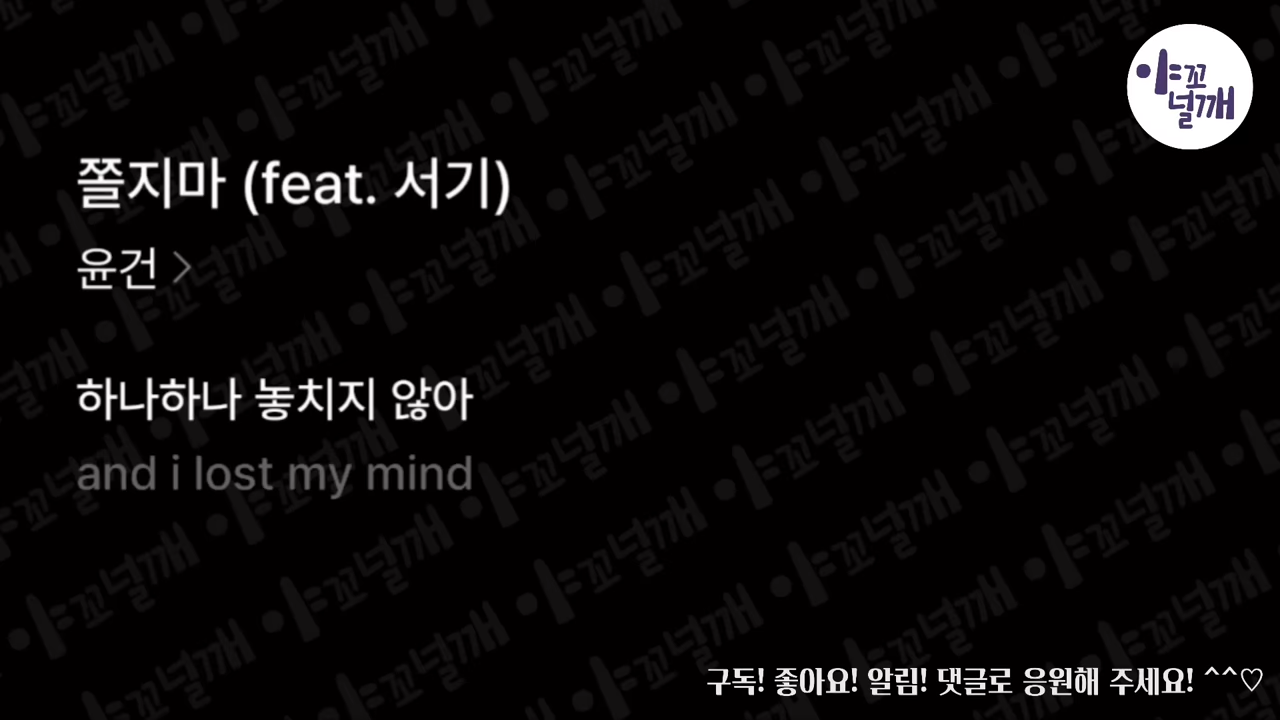 야꼬
널깨
쫄지마 (feat. 서기)
윤건 >
하나하나 놓치지 않아
and i lost my mind
구독! 좋아요! 알림! 댓글로 응원해 주세요! ^^♡